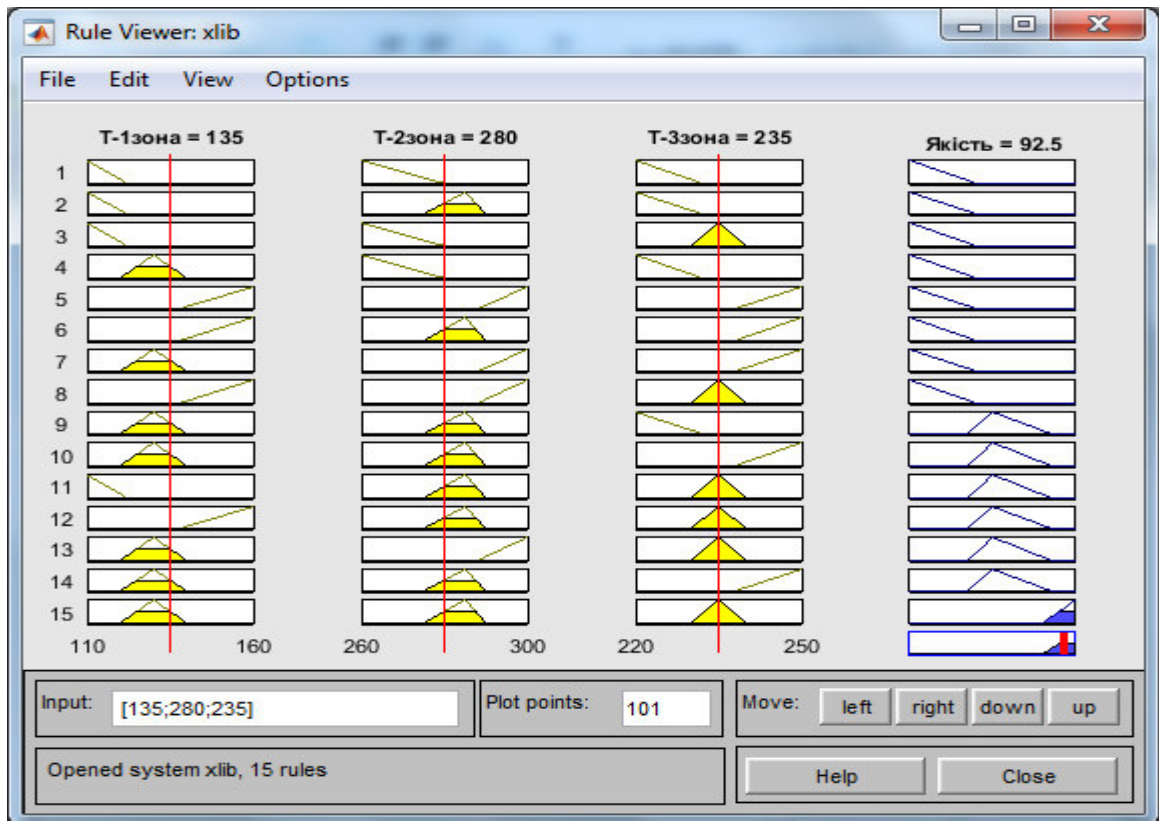 Rule Viewer: xlib
File Edit View Options
Т-1зона = 135 Т-2зона = 280 Т-3зона = 235 Якість = 92.5
1
2
3
4
5
6
7
8
9
10
11
12
13
14
15
110 160 260 300 220 250
Input: [135;280;235] Plot points: 101 Move: left right down up
Opened system xlib, 15 rules Help Close